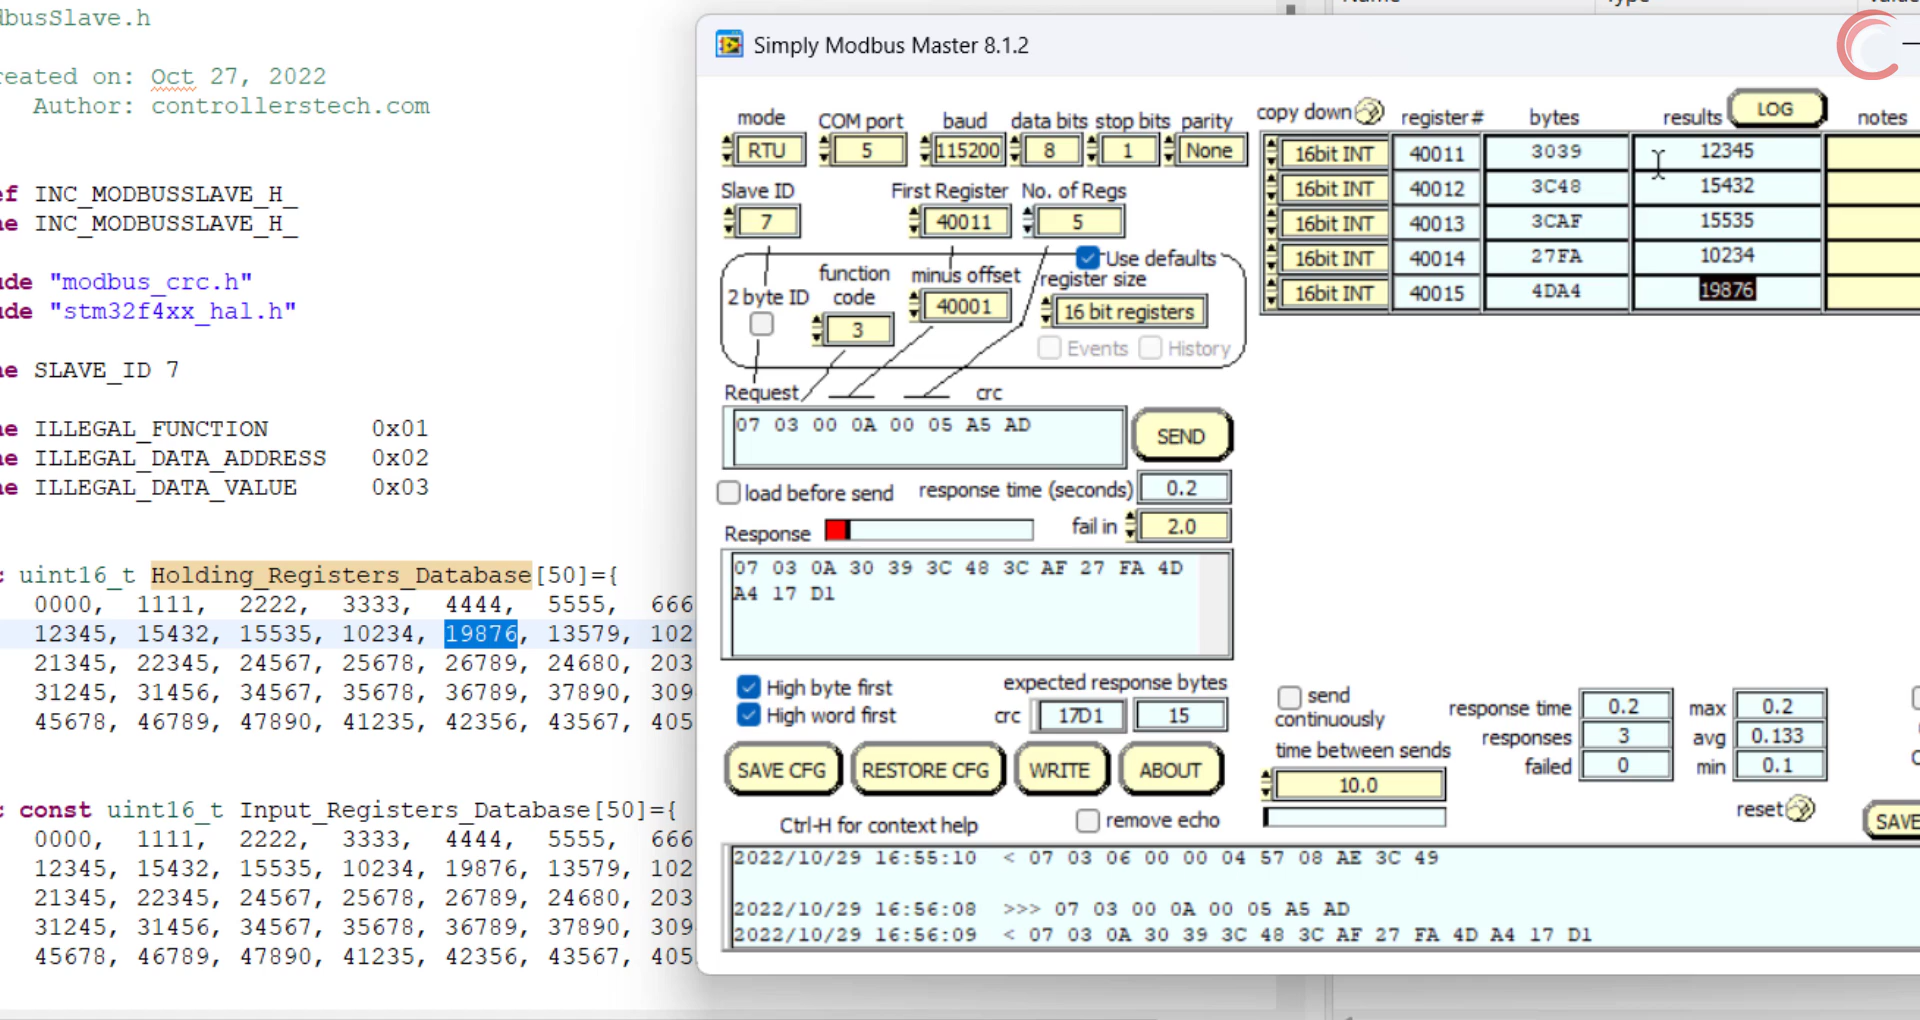 dbusSlave.h
reated on: Oct 27, 2022
Author: controllerstech.com
ef INC_MODBUSSLAVE_H_
ne INC_MODBUSSLAVE_H_
ude "modbus_crc.h"
ude "stm32f4xx_hal.h"
ne SLAVE_ID 7
ne ILLEGAL_FUNCTION 0x01
ne ILLEGAL_DATA_ADDRESS 0x02
ne ILLEGAL_DATA_VALUE 0x03
c uint16_t Holding_Registers_Database[50]={
0000, 1111, 2222, 3333, 4444, 5555, 666
12345, 15432, 15535, 10234, 19876, 13579, 102
21345, 22345, 24567, 25678, 26789, 24680, 203
31245, 31456, 34567, 35678, 36789, 37890, 309
45678, 46789, 47890, 41235, 42356, 43567, 405
c const uint16_t Input_Registers_Database[50]={
0000, 1111, 2222, 3333, 4444, 5555, 666
12345, 15432, 15535, 10234, 19876, 13579, 102
21345, 22345, 24567, 25678, 26789, 24680, 203
31245, 31456, 34567, 35678, 36789, 37890, 309
45678, 46789, 47890, 41235, 42356, 43567, 405
Simply Modbus Master 8.1.2
mode COM port baud data bits stop bits parity
RTU 5 115200 8 1 None
Slave ID First Register No. of Regs
7 40011 5
Use defaults
2 byte ID function code minus offset register size
3 40001 16 bit registers
Events History
Request crc
07 03 00 0A 00 05 A5 AD
SEND
load before send response time (seconds) 0.2
Response fail in 2.0
07 03 0A 30 39 3C 48 3C AF 27 FA 4D
A4 17 D1
High byte first expected response bytes
High word first crc 17D1 15
SAVE CFG RESTORE CFG WRITE ABOUT
Ctrl-H for context help remove echo
copy down register# bytes results LOG notes
16bit INT 40011 3039 12345
16bit INT 40012 3C48 15432
16bit INT 40013 3CAF 15535
16bit INT 40014 27FA 10234
16bit INT 40015 4DA4 19876
send continuously
time between sends
10.0
response time 0.2 max 0.2
responses 3 avg 0.133
failed 0 min 0.1
reset
SAVE
2022/10/29 16:55:10 < 07 03 06 00 00 04 57 08 AE 3C 49
2022/10/29 16:56:08 >>> 07 03 00 0A 00 05 A5 AD
2022/10/29 16:56:09 < 07 03 0A 30 39 3C 48 3C AF 27 FA 4D A4 17 D1